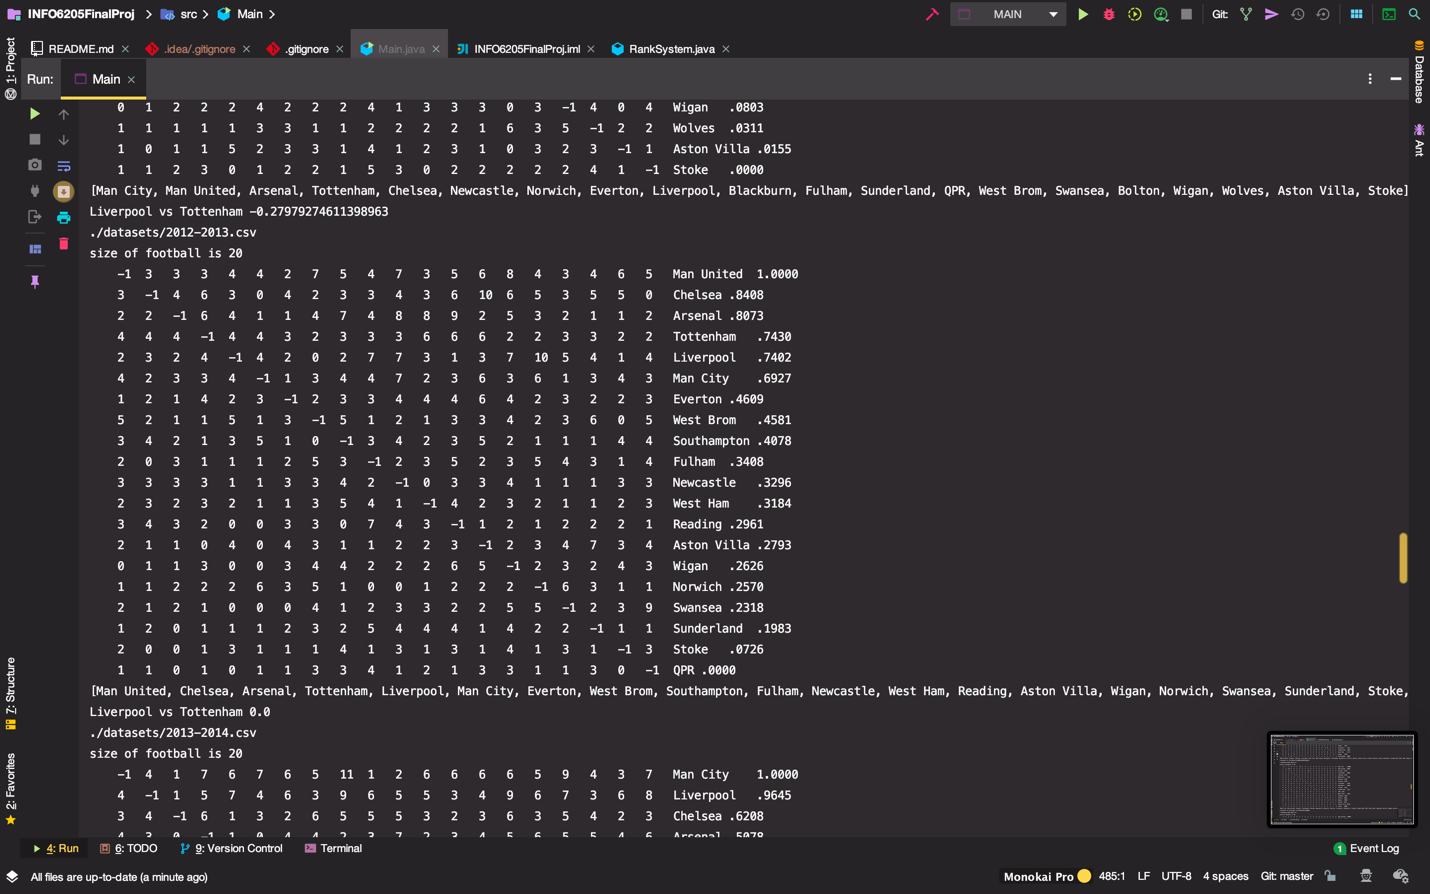 INFO6205FinalProj > src > Main > MAIN Git:
README.md × .idea/.gitignore × .gitignore × Main.java × INFO6205FinalProj.iml × RankSystem.java ×
1: Project
Run: Main ×
0 1 2 2 2 4 2 2 2 4 1 3 3 3 0 3 -1 4 0 4 Wigan .0803
1 1 1 1 1 3 3 1 1 2 2 2 2 1 6 3 5 -1 2 2 Wolves .0311
1 0 1 1 5 2 3 3 1 4 1 2 3 1 0 3 2 3 -1 1 Aston Villa .0155
1 1 2 3 0 1 2 2 1 5 3 0 2 2 2 2 2 4 1 -1 Stoke .0000
[Man City, Man United, Arsenal, Tottenham, Chelsea, Newcastle, Norwich, Everton, Liverpool, Blackburn, Fulham, Sunderland, QPR, West Brom, Swansea, Bolton, Wigan, Wolves, Aston Villa, Stoke]
Liverpool vs Tottenham -0.27979274611398963
./datasets/2012-2013.csv
size of football is 20
-1 3 3 3 4 4 2 7 5 4 7 3 5 6 8 4 3 4 6 5 Man United 1.0000
3 -1 4 6 3 0 4 2 3 3 4 3 6 10 6 5 3 5 5 0 Chelsea .8408
2 2 -1 6 4 1 1 4 7 4 8 8 9 2 5 3 2 1 1 2 Arsenal .8073
4 4 4 -1 4 4 3 2 3 3 3 6 6 6 2 2 3 3 2 2 Tottenham .7430
2 3 2 4 -1 4 2 0 2 7 7 3 1 3 7 10 5 4 1 4 Liverpool .7402
4 2 3 3 4 -1 1 3 4 4 7 2 3 6 3 6 1 3 4 3 Man City .6927
1 2 1 4 2 3 -1 2 3 3 4 4 4 6 4 2 3 2 2 3 Everton .4609
5 2 1 1 5 1 3 -1 5 1 2 1 3 3 4 2 3 6 0 5 West Brom .4581
3 4 2 1 3 5 1 0 -1 3 4 2 3 5 2 1 1 1 4 4 Southampton .4078
2 0 3 1 1 1 2 5 3 -1 2 3 5 2 3 5 4 3 1 4 Fulham .3408
3 3 3 3 1 1 3 3 4 2 -1 0 3 3 4 1 1 1 3 3 Newcastle .3296
2 3 2 3 2 1 1 3 5 4 1 -1 4 2 3 2 1 1 2 3 West Ham .3184
3 4 3 2 0 0 3 3 0 7 4 3 -1 1 2 1 2 2 2 1 Reading .2961
2 1 1 0 4 0 4 3 1 1 2 2 3 -1 2 3 4 7 3 4 Aston Villa .2793
0 1 1 3 0 0 3 4 4 2 2 2 6 5 -1 2 3 2 4 3 Wigan .2626
1 1 2 2 2 6 3 5 1 0 0 1 2 2 2 -1 6 3 1 1 Norwich .2570
2 1 2 1 0 0 0 4 1 2 3 3 2 2 5 5 -1 2 3 9 Swansea .2318
1 2 0 1 1 1 2 3 2 5 4 4 4 1 4 2 2 -1 1 1 Sunderland .1983
2 0 0 1 3 1 1 1 4 1 3 1 3 1 4 1 3 1 -1 3 Stoke .0726
1 1 0 1 0 1 1 3 3 4 1 2 1 3 3 1 1 3 0 -1 QPR .0000
[Man United, Chelsea, Arsenal, Tottenham, Liverpool, Man City, Everton, West Brom, Southampton, Fulham, Newcastle, West Ham, Reading, Aston Villa, Wigan, Norwich, Swansea, Sunderland, Stoke,
Liverpool vs Tottenham 0.0
./datasets/2013-2014.csv
size of football is 20
-1 4 1 7 6 7 6 5 11 1 2 6 6 6 6 5 9 4 3 7 Man City 1.0000
4 -1 1 5 7 4 6 3 9 6 5 5 3 4 9 6 7 3 6 8 Liverpool .9645
3 4 -1 6 1 3 2 6 5 5 5 3 2 3 6 3 5 4 2 3 Chelsea .6208
4 3 0 -1 1 0 4 4 2 3 7 2 3 4 5 6 5 5 4 6 Arsenal .5078
Database
Ant
7: Structure
2: Favorites
4: Run 6: TODO 9: Version Control Terminal 1 Event Log
All files are up-to-date (a minute ago) Monokai Pro 485:1 LF UTF-8 4 spaces Git: master